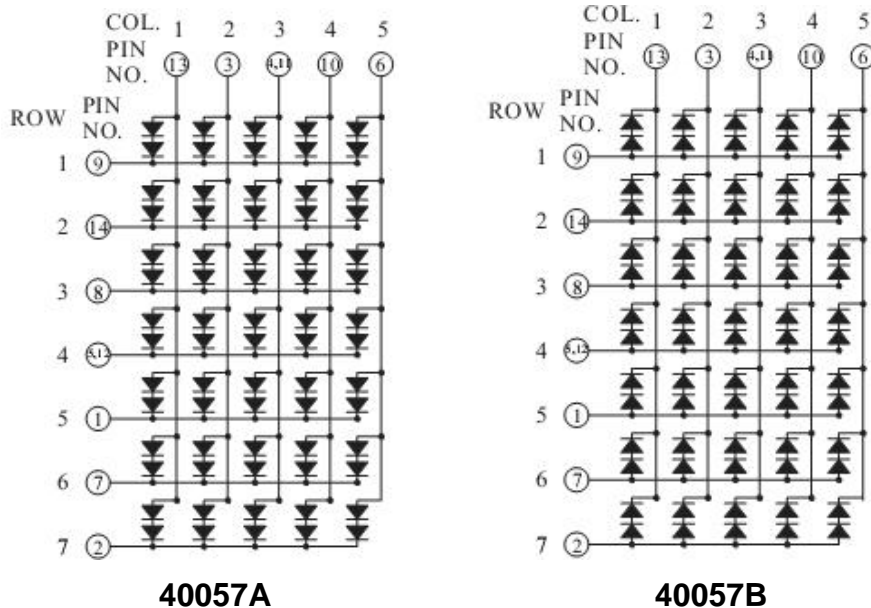 COL. 1 2 3 4 5
PIN
NO. 13 3 4,11 10 6
ROW PIN
NO.
1 9
2 14
3 8
4 5,12
5 1
6 7
7 2
40057A
COL. 1 2 3 4 5
PIN
NO. 13 3 4,11 10 6
ROW PIN
NO.
1 9
2 14
3 8
4 5,12
5 1
6 7
7 2
40057B